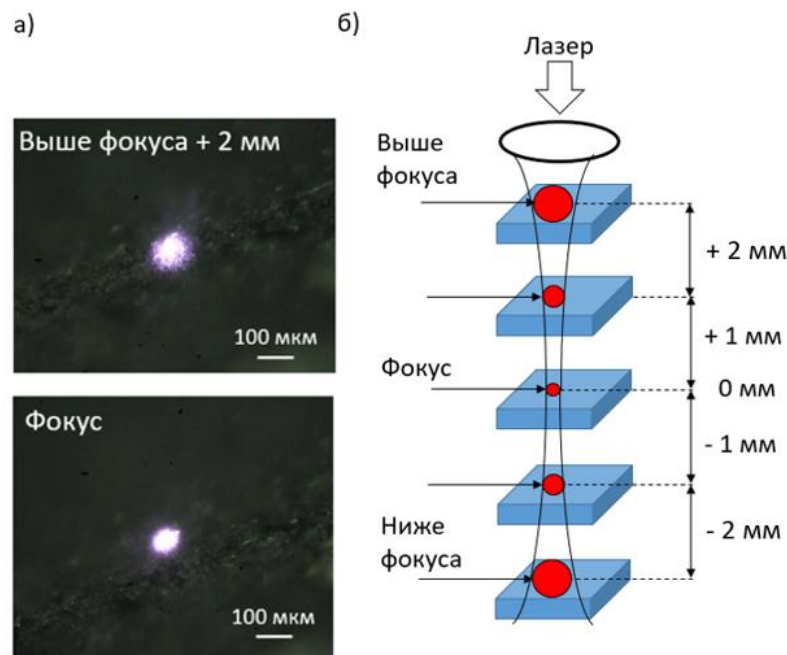 а)
Выше фокуса + 2 мм
100 мкм
Фокус
100 мкм
б)
Лазер
Выше
фокуса
+ 2 мм
+ 1 мм
Фокус
0 мм
- 1 мм
Ниже
фокуса
- 2 мм